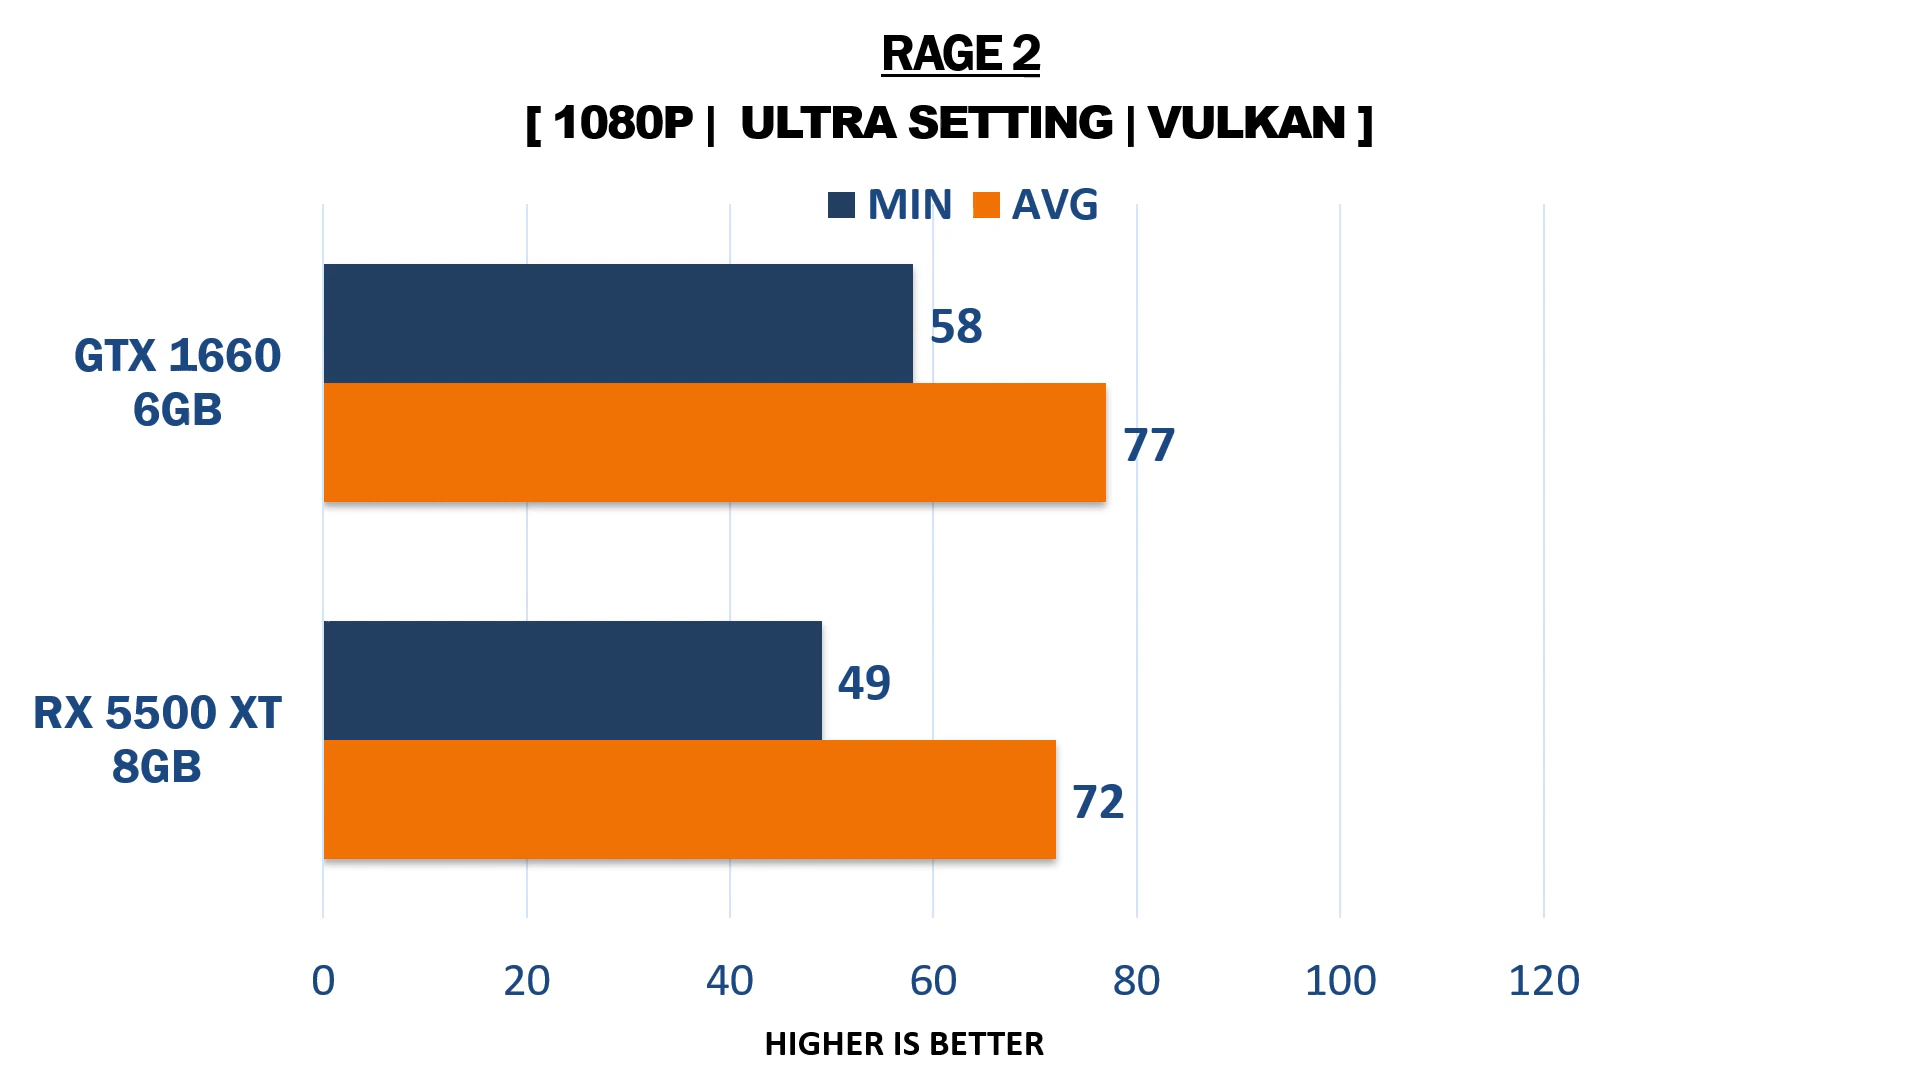 RAGE 2
[ 1080P | ULTRA SETTING | VULKAN ]
MIN AVG
GTX 1660
6GB
58
77
RX 5500 XT
8GB
49
72
0 20 40 60 80 100 120
HIGHER IS BETTER